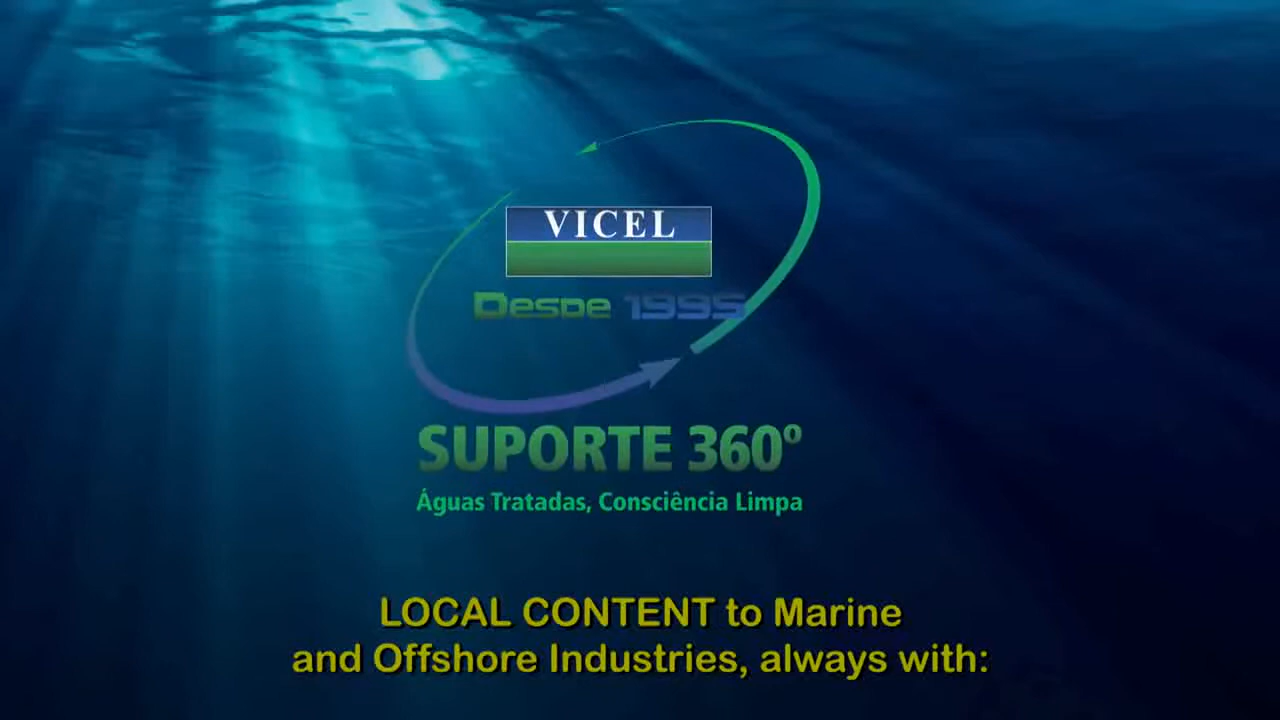 VICEL
Desde 1995
SUPORTE 360º
Águas Tratadas, Consciência Limpa
LOCAL CONTENT to Marine
and Offshore Industries, always with: